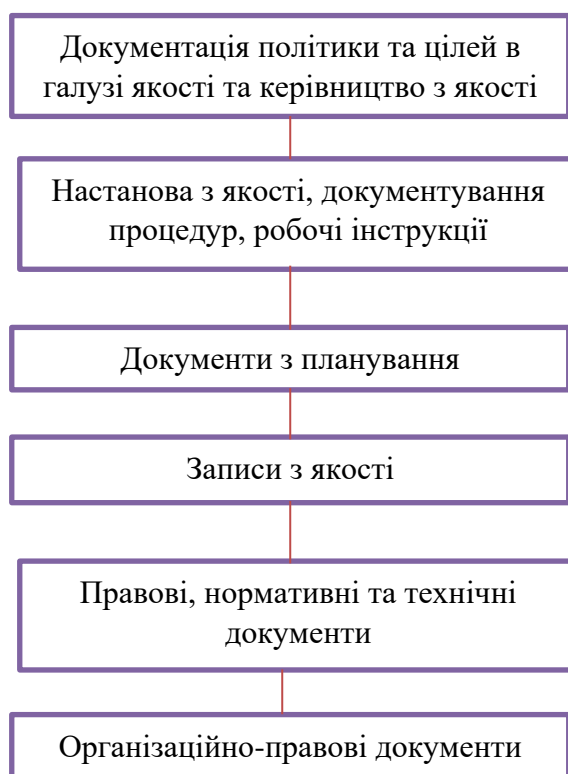 Документація політики та цілей в
галузі якості та керівництво з якості
Настанова з якості, документування
процедур, робочі інструкції
Документи з планування
Записи з якості
Правові, нормативні та технічні
документи
Організаційно-правові документи